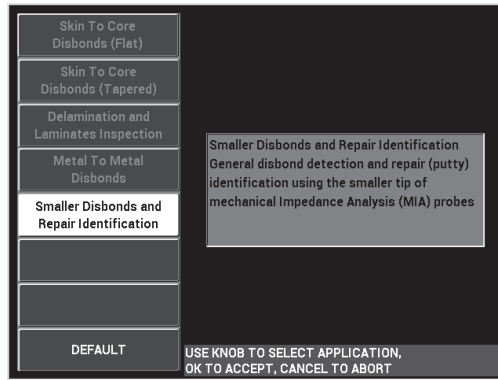 Skin To Core
Disbonds (Flat)
Skin To Core
Disbonds (Tapered)
Delamination and
Laminates Inspection
Metal To Metal
Disbonds
Smaller Disbonds and
Repair Identification
DEFAULT
Smaller Disbonds and Repair Identification
General disbond detection and repair (putty)
identification using the smaller tip of
mechanical Impedance Analysis (MIA) probes
USE KNOB TO SELECT APPLICATION,
OK TO ACCEPT, CANCEL TO ABORT